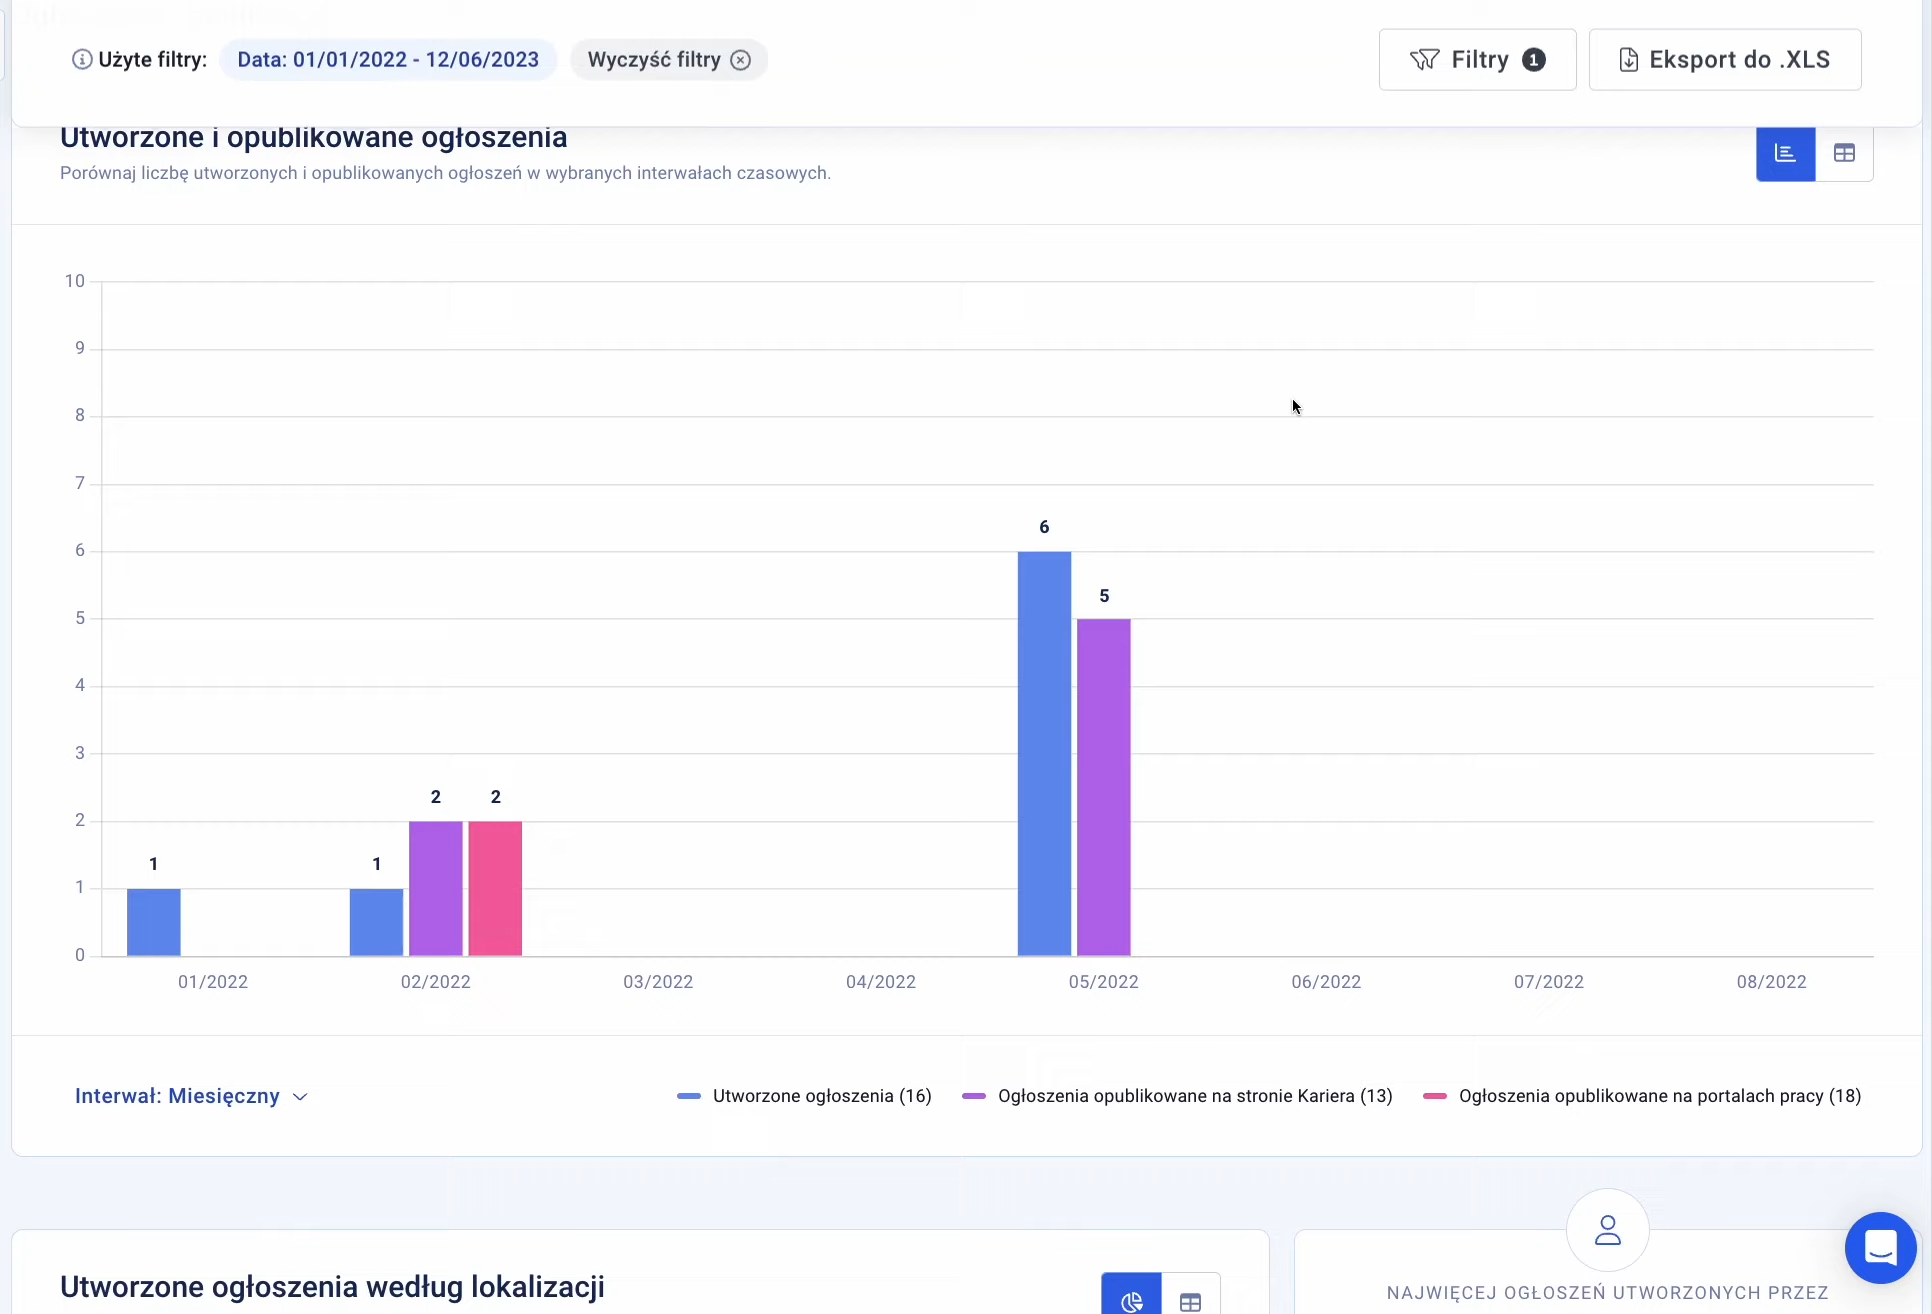 Użyte filtry: Data: 01/01/2022 - 12/06/2023 Wyczyść filtry Filtry 1 Eksport do .XLS
Utworzone i opublikowane ogłoszenia
Porównaj liczbę utworzonych i opublikowanych ogłoszeń w wybranych interwałach czasowych.
10
9
8
7
6
5
4
3
2
1
0
1
1
2
2
6
5
01/2022 02/2022 03/2022 04/2022 05/2022 06/2022 07/2022 08/2022
Interwał: Miesięczny Utworzone ogłoszenia (16) Ogłoszenia opublikowane na stronie Kariera (13) Ogłoszenia opublikowane na portalach pracy (18)
Utworzone ogłoszenia według lokalizacji
NAJWIĘCEJ OGŁOSZEŃ UTWORZONYCH PRZEZ